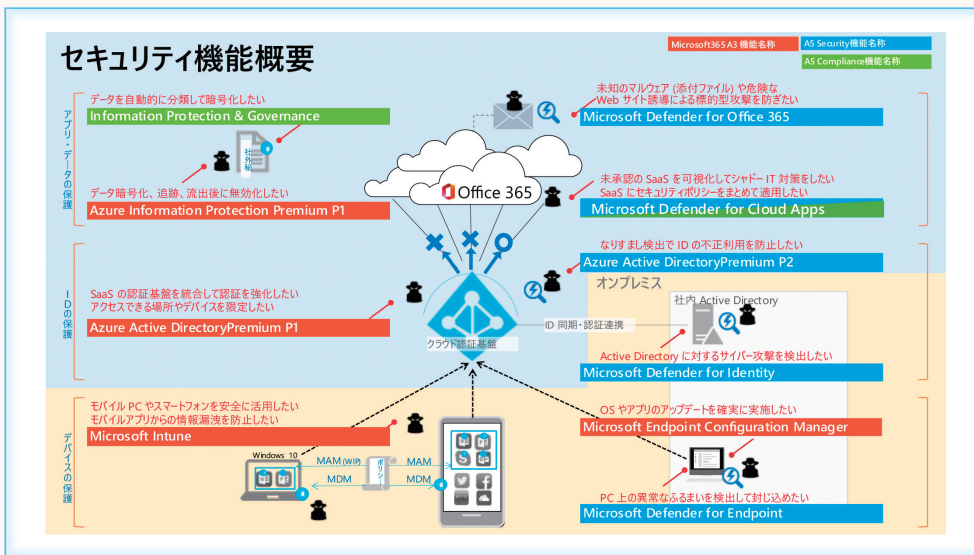 セキュリティ機能概要
Microsoft365 A3 機能名称
A5 Security機能名称
A5 Compliance機能名称
アプリ・データの保護
データを自動的に分類して暗号化したい
Information Protection & Governance
社外秘
データ暗号化、追跡、流出後に無効化したい
Azure Information Protection Premium P1
Office 365
未知のマルウェア (添付ファイル) や危険な
Web サイト誘導による標的型攻撃を防ぎたい
Microsoft Defender for Office 365
未承認の SaaS を可視化してシャドー IT 対策をしたい
SaaS にセキュリティポリシーをまとめて適用したい
Microsoft Defender for Cloud Apps
IDの保護
SaaS の認証基盤を統合して認証を強化したい
アクセスできる場所やデバイスを限定したい
Azure Active DirectoryPremium P1
クラウド認証基盤
なりすまし検出で ID の不正利用を防止したい
Azure Active DirectoryPremium P2
オンプレミス
社内 Active Directory
ID 同期・認証連携
Active Directory に対するサイバー攻撃を検出したい
Microsoft Defender for Identity
デバイスの保護
モバイル PC やスマートフォンを安全に活用したい
モバイルアプリからの情報漏洩を防止したい
Microsoft Intune
Windows 10
MAM (WIP)
ポリシー
MAM
MDM
MDM
OS やアプリのアップデートを確実に実施したい
Microsoft Endpoint Configuration Manager
PC 上の異常なふるまいを検出して封じ込めたい
Microsoft Defender for Endpoint